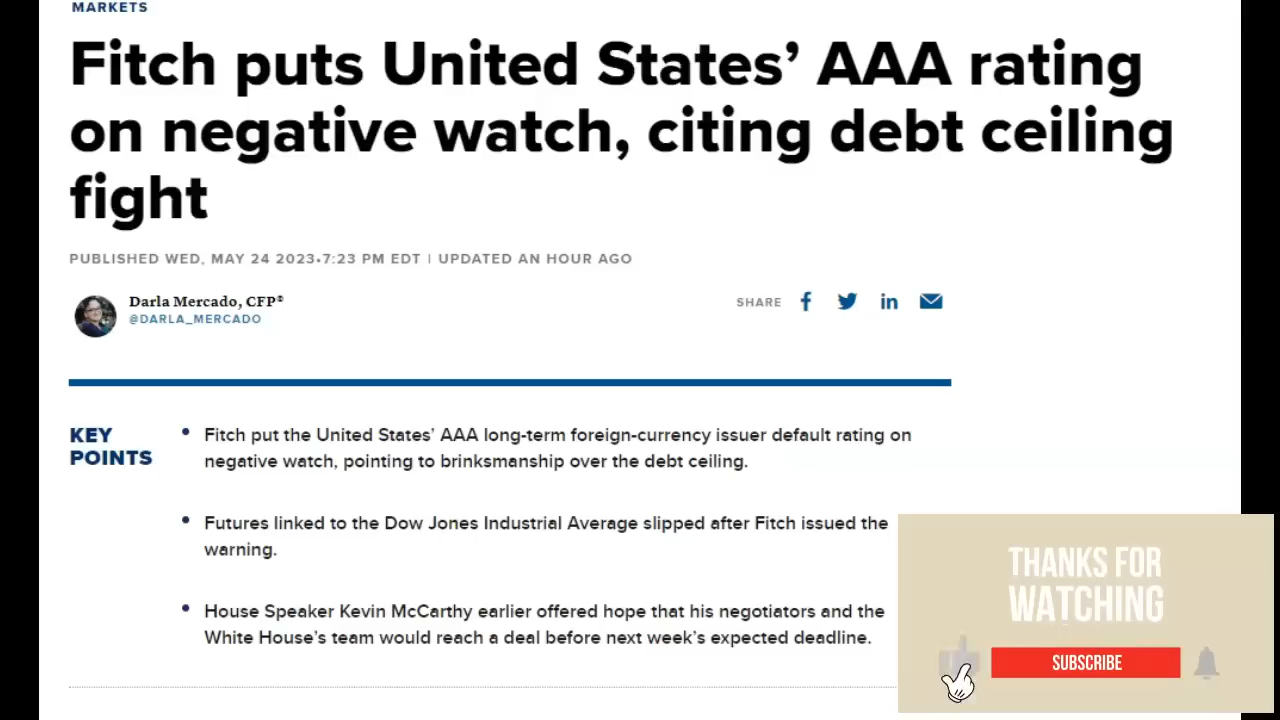 MARKETS
Fitch puts United States’ AAA rating
on negative watch, citing debt ceiling
fight
PUBLISHED WED, MAY 24 2023•7:23 PM EDT | UPDATED AN HOUR AGO
Darla Mercado, CFP®
@DARLA_MERCADO
SHARE
KEY
POINTS
• Fitch put the United States’ AAA long-term foreign-currency issuer default rating on
negative watch, pointing to brinksmanship over the debt ceiling.
• Futures linked to the Dow Jones Industrial Average slipped after Fitch issued the
warning.
• House Speaker Kevin McCarthy earlier offered hope that his negotiators and the
White House’s team would reach a deal before next week’s expected deadline.
THANKS FOR
WATCHING
SUBSCRIBE